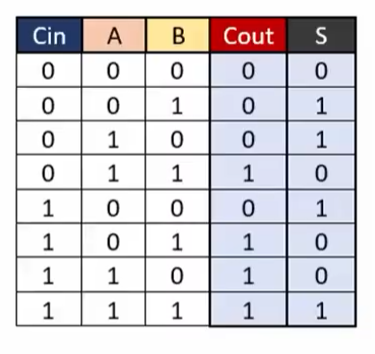 Cin A B Cout S
0 0 0 0 0
0 0 1 0 1
0 1 0 0 1
0 1 1 1 0
1 0 0 0 1
1 0 1 1 0
1 1 0 1 0
1 1 1 1 1